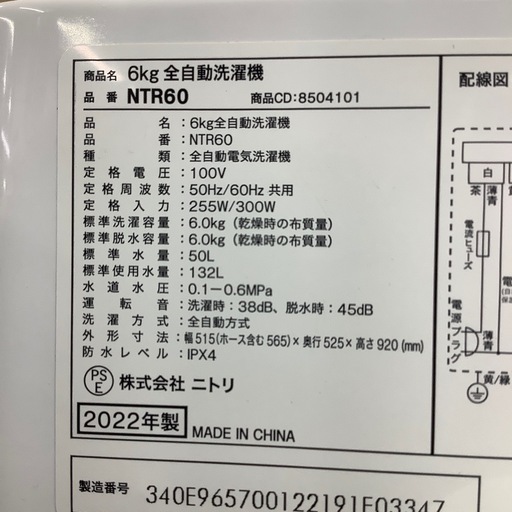 商品名 6kg 全自動洗濯機
品番 NTR60 商品CD:8504101
品名:6kg全自動洗濯機
品番:NTR60
種類:全自動電気洗濯機
定格電圧:100V
定格周波数:50Hz/60Hz 共用
定格入力:255W/300W
標準洗濯容量:6.0kg（乾燥時の布質量）
標準脱水容量:6.0kg（乾燥時の布質量）
標準水量:50L
標準使用水量:132L
水道水圧:0.1−0.6MPa
運転音:洗濯時:38dB、脱水時:45dB
洗濯方式:全自動方式
外形寸法:幅515(ホース含む565)×奥行525×高さ920(mm)
防水レベル:IPX4
PSE 株式会社 ニトリ
2022年製 MADE IN CHINA
製造番号 340E965700122191E03347
配線図
白
茶
薄青
電流ヒューズ
電源プラグ
薄青
黄/緑